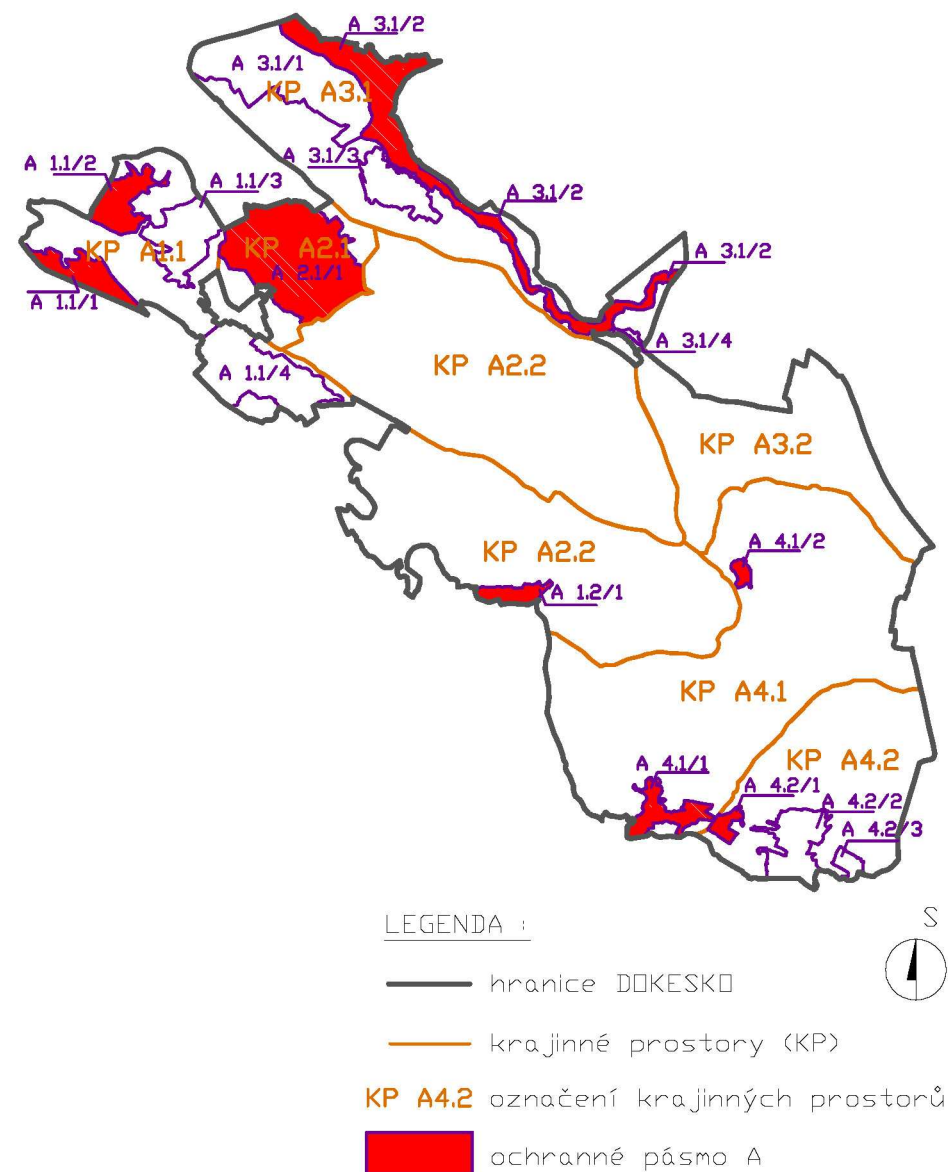 A 3.1/2
A 3.1/1
KP A3.1
A 3.1/3
A 1.1/2
A 1.1/3
A 3.1/2
KP A1.1
KP A2.1
A 2.1/1
A 3.1/2
A 1.1/1
A 3.1/4
KP A2.2
A 1.1/4
KP A3.2
KP A2.2
A 4.1/2
A 1.2/1
KP A4.1
KP A4.2
A 4.1/1
A 4.2/1
A 4.2/2
A 4.2/3
LEGENDA :
S
hranice DOKESKO
krajinné prostory (KP)
KP A4.2 označení krajinných prostorů
ochranné pásmo A